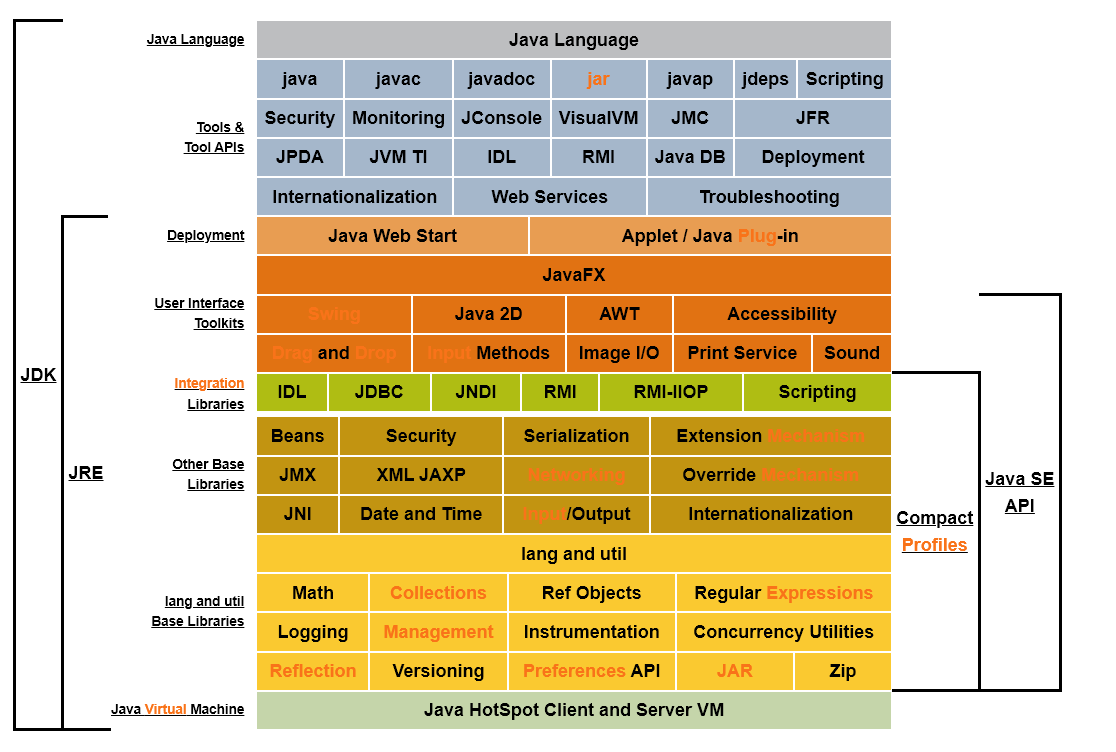 Java Language
Java Language
java javac javadoc jar javap jdeps Scripting
Tools &
Tool APIs
Security Monitoring JConsole VisualVM JMC JFR
JPDA JVM TI IDL RMI Java DB Deployment
Internationalization Web Services Troubleshooting
Deployment
Java Web Start Applet / Java Plug-in
JavaFX
User Interface
Toolkits
Swing Java 2D AWT Accessibility
Drag and Drop Input Methods Image I/O Print Service Sound
JDK
Integration
Libraries
IDL JDBC JNDI RMI RMI-IIOP Scripting
JRE
Other Base
Libraries
Beans Security Serialization Extension Mechanism
JMX XML JAXP Networking Override Mechanism
JNI Date and Time Input/Output Internationalization
Java SE
API
Compact
Profiles
lang and util
lang and util
Base Libraries
Math Collections Ref Objects Regular Expressions
Logging Management Instrumentation Concurrency Utilities
Reflection Versioning Preferences API JAR Zip
Java Virtual Machine
Java HotSpot Client and Server VM